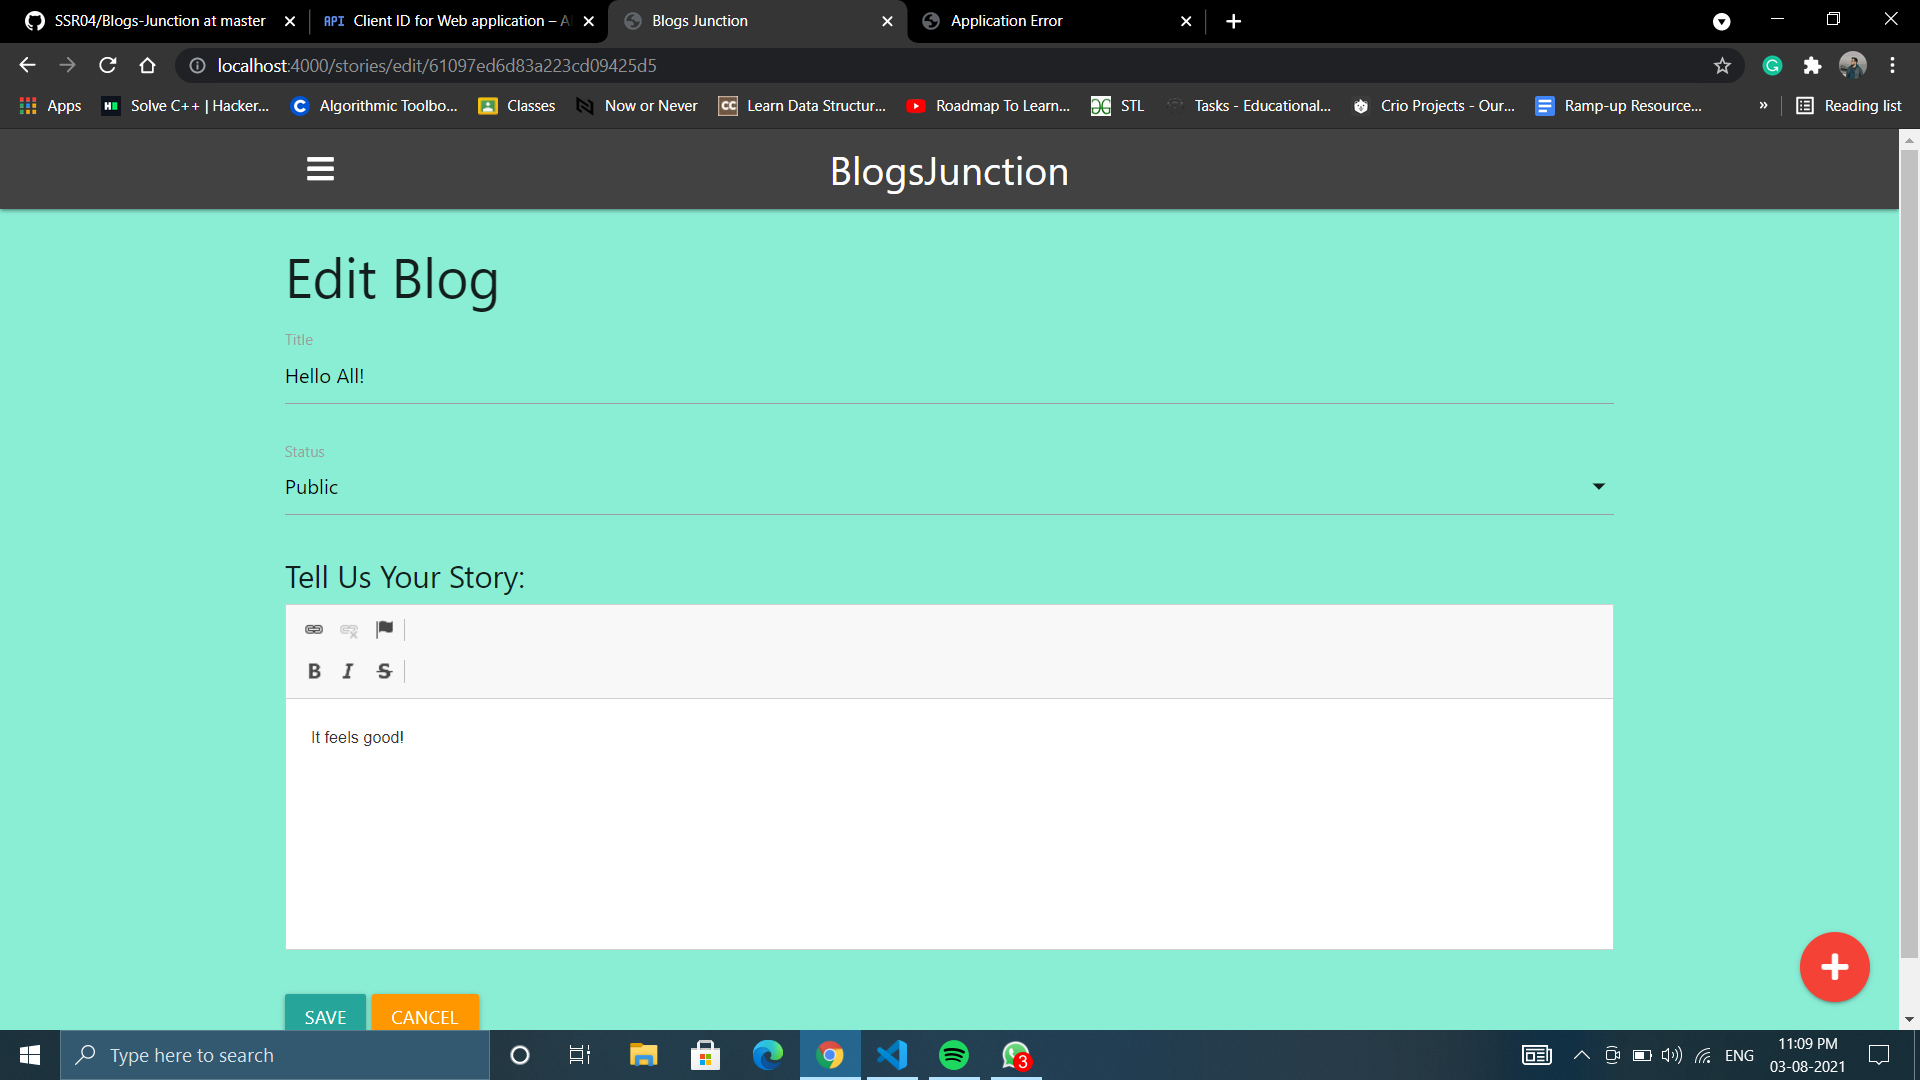 SSR04/Blogs-Junction at master
API Client ID for Web application – A
Blogs Junction
Application Error
localhost:4000/stories/edit/61097ed6d83a223cd09425d5
Apps
Solve C++ | Hacker...
Algorithmic Toolbo...
Classes
Now or Never
CC Learn Data Structur...
Roadmap To Learn...
STL
Tasks - Educational...
Crio Projects - Our...
Ramp-up Resource...
» Reading list
BlogsJunction
Edit Blog
Title
Hello All!
Status
Public
Tell Us Your Story:
B I S
It feels good!
SAVE CANCEL
Type here to search
3
ENG
11:09 PM
03-08-2021